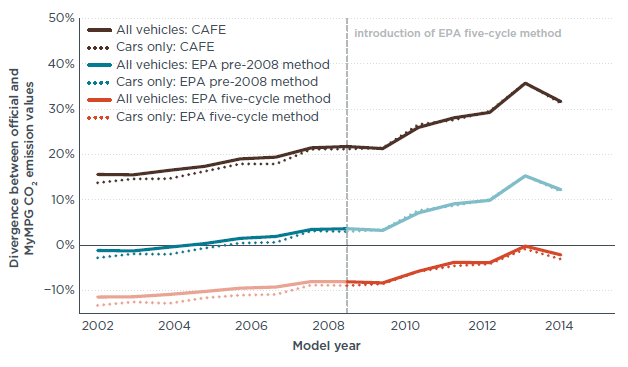 50%
40%
30%
20%
10%
0%
−10%
Divergence between official and
MyMPG CO2 emission values
All vehicles: CAFE
Cars only: CAFE
All vehicles: EPA pre-2008 method
Cars only: EPA pre-2008 method
All vehicles: EPA five-cycle method
Cars only: EPA five-cycle method
introduction of EPA five-cycle method
2002 2004 2006 2008 2010 2012 2014
Model year